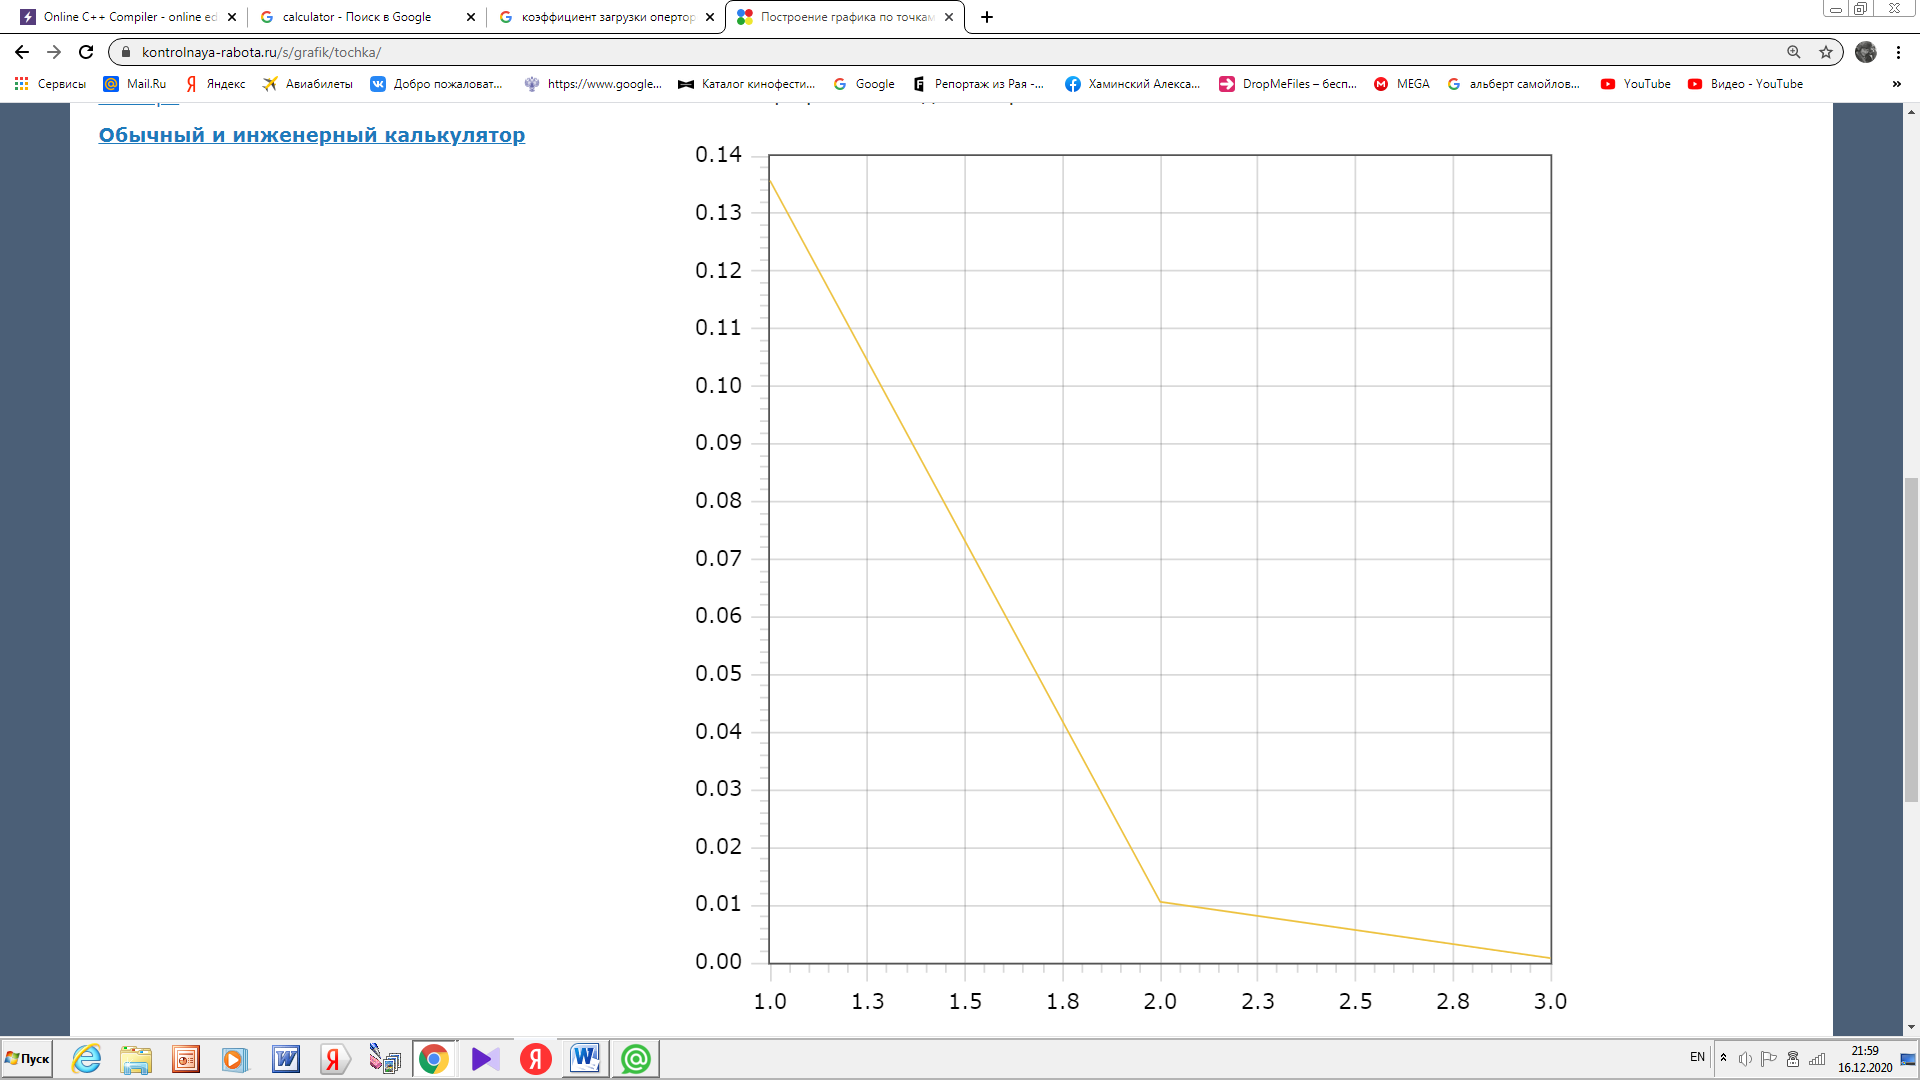 Online C++ Compiler - online ed
calculator - Поиск в Google
коэффициент загрузки опертор
Построение графика по точкам
kontrolnaya-rabota.ru/s/grafik/tochka/
Сервисы
Mail.Ru
Яндекс
Авиабилеты
Добро пожаловат...
https://www.google...
Каталог кинофести...
Google
Репортаж из Рая -...
Хаминский Алекса...
DropMeFiles – бесп...
MEGA
альберт самойлов...
YouTube
Видео - YouTube
»
Обычный и инженерный калькулятор
0.14
0.13
0.12
0.11
0.10
0.09
0.08
0.07
0.06
0.05
0.04
0.03
0.02
0.01
0.00
1.0 1.3 1.5 1.8 2.0 2.3 2.5 2.8 3.0
Пуск
EN
21:59
16.12.2020